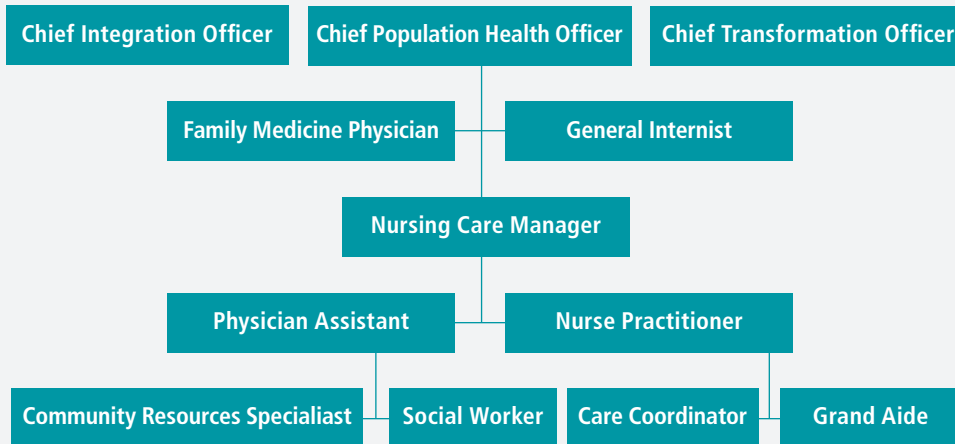 Chief Integration Officer
Chief Population Health Officer
Chief Transformation Officer
Family Medicine Physician
General Internist
Nursing Care Manager
Physician Assistant
Nurse Practitioner
Community Resources Specialiast
Social Worker
Care Coordinator
Grand Aide